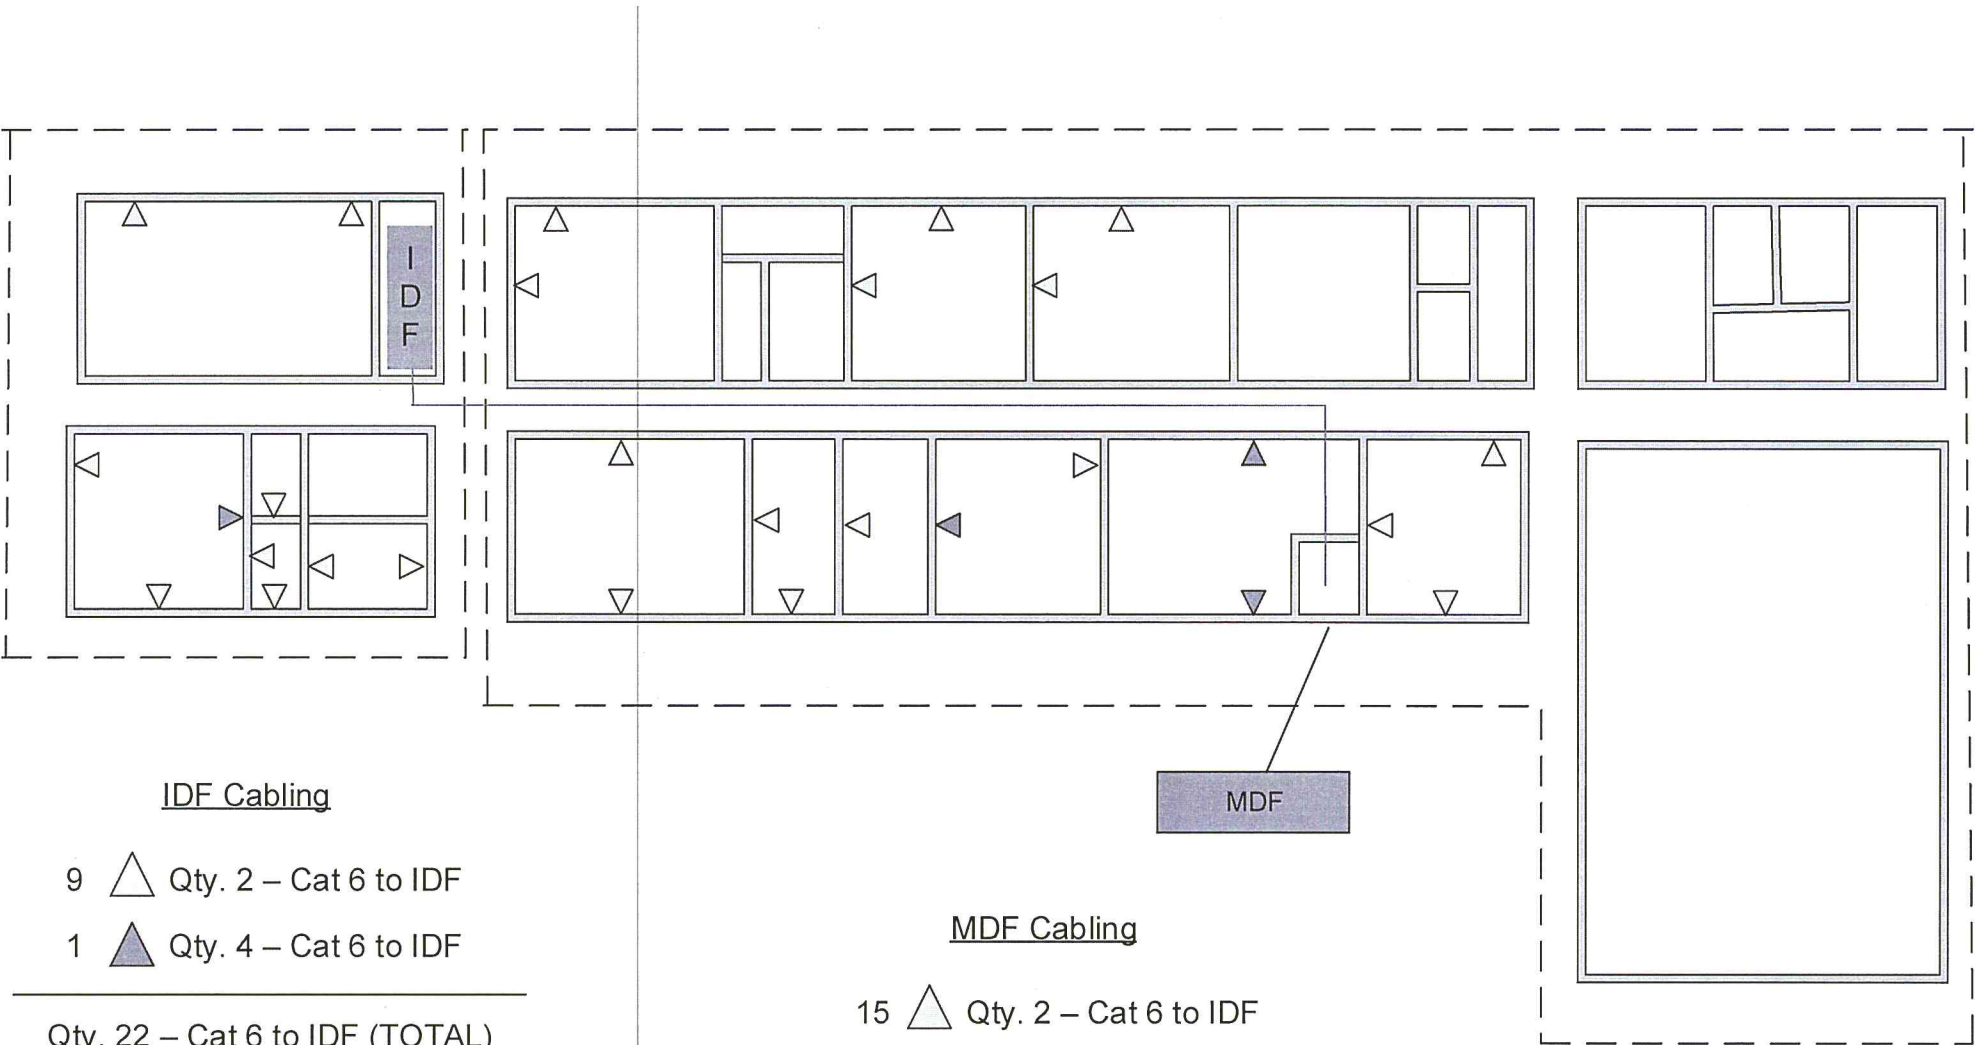 I
D
F
MDF
IDF Cabling
9 Qty. 2 – Cat 6 to IDF
1 Qty. 4 – Cat 6 to IDF
Qty. 22 – Cat 6 to IDF (TOTAL)
MDF Cabling
15 Qty. 2 – Cat 6 to IDF